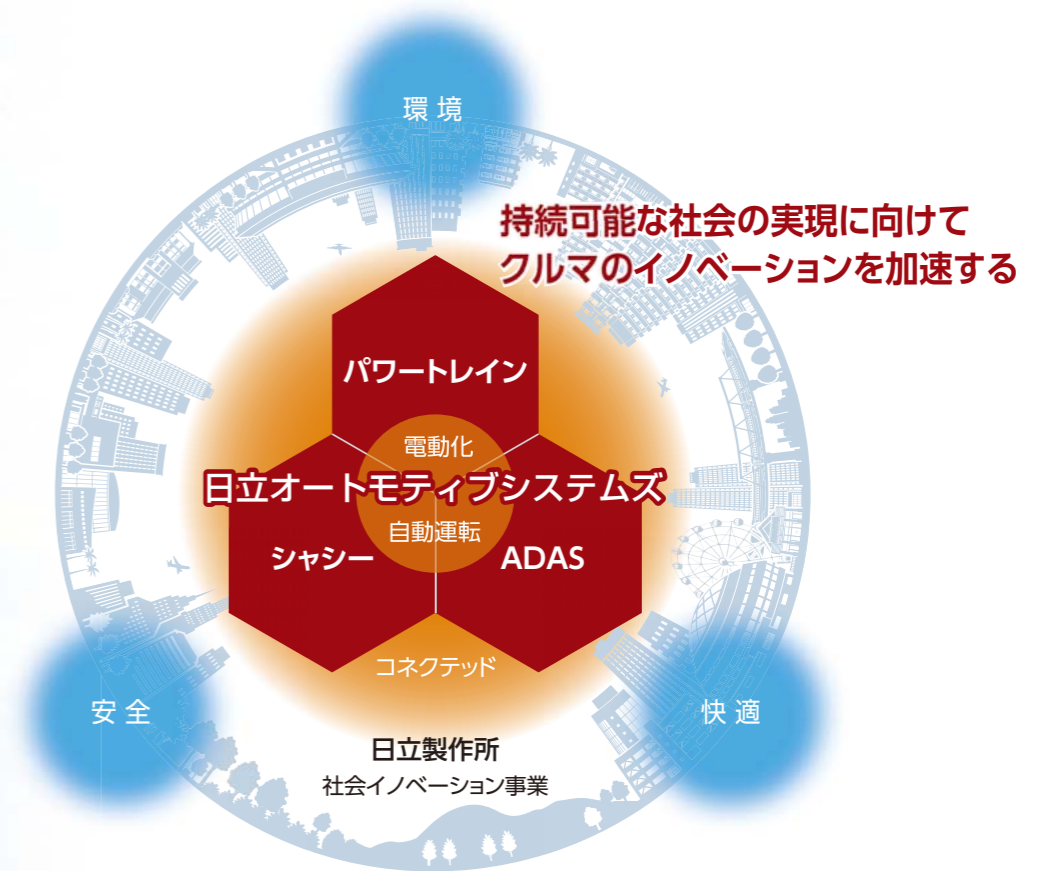 環境
持続可能な社会の実現に向けて
クルマのイノベーションを加速する
パワートレイン
電動化
日立オートモティブシステムズ
自動運転
シャシー
ADAS
コネクテッド
安全
快適
日立製作所
社会イノベーション事業